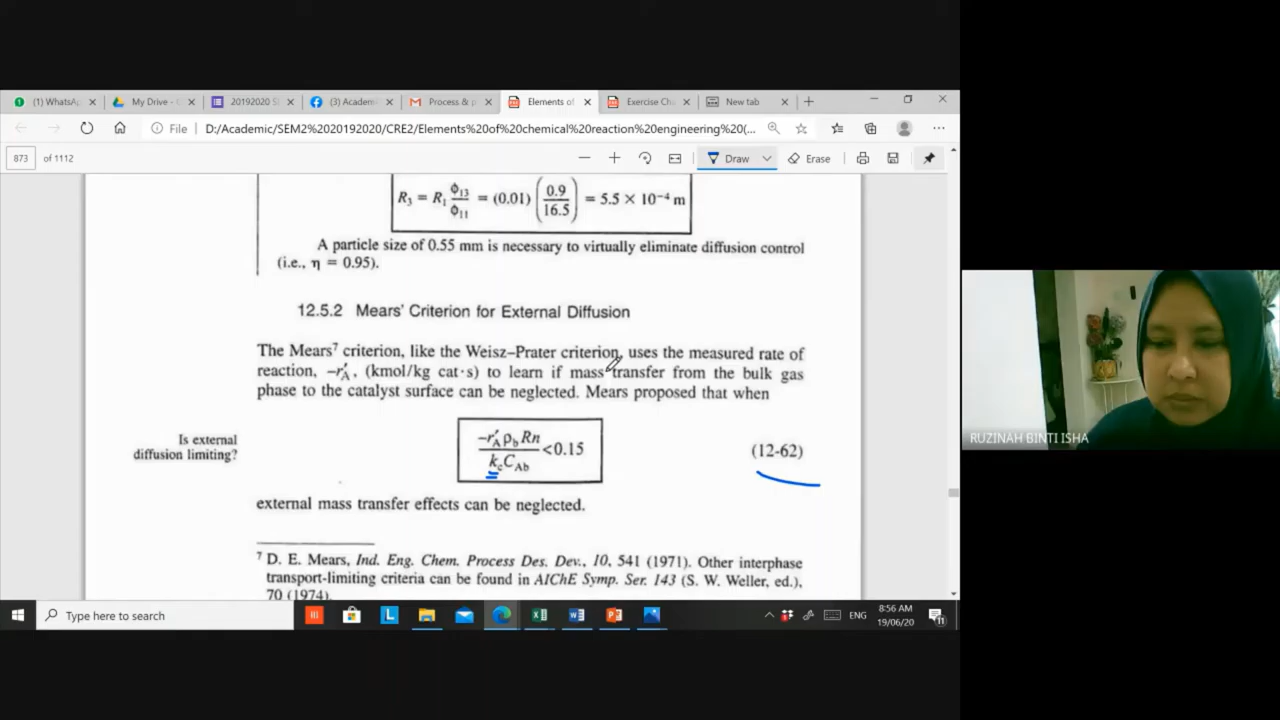 (1) WhatsAp
My Drive -
20192020 S
(3) Academ
Process & p
Elements of
Exercise Cha
New tab
File
D:/Academic/SEM2%2020192020/CRE2/Elements%20of%20chemical%20reaction%20engineering%20(...
873
of 1112
Draw
Erase
R₃ = R₁ ϕ₁₃/ϕ₁₁ = (0.01) (0.9/16.5) = 5.5 × 10⁻⁴ m
A particle size of 0.55 mm is necessary to virtually eliminate diffusion control
(i.e., η = 0.95).
12.5.2 Mears' Criterion for External Diffusion
The Mears⁷ criterion, like the Weisz–Prater criterion, uses the measured rate of
reaction, −r′A, (kmol/kg cat·s) to learn if mass transfer from the bulk gas
phase to the catalyst surface can be neglected. Mears proposed that when
Is external
diffusion limiting?
−r′A ρb Rn / kc CAb < 0.15
(12-62)
external mass transfer effects can be neglected.
⁷ D. E. Mears, Ind. Eng. Chem. Process Des. Dev., 10, 541 (1971). Other interphase
transport-limiting criteria can be found in AIChE Symp. Ser. 143 (S. W. Weller, ed.),
70 (1974).
RUZINAH BINTI ISHA
Type here to search
ENG
8:56 AM
19/06/20